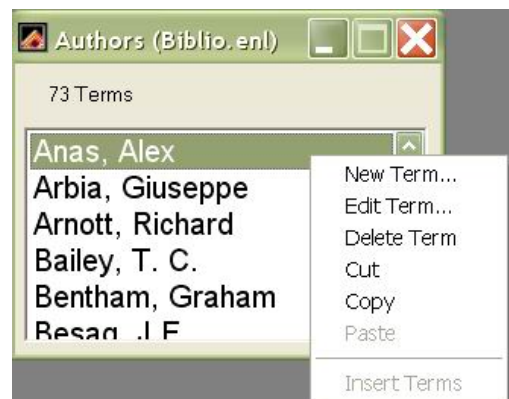 Authors (Biblio.enl)
73 Terms
Anas, Alex
Arbia, Giuseppe
Arnott, Richard
Bailey, T. C.
Bentham, Graham
Besag, J.F.
New Term...
Edit Term...
Delete Term
Cut
Copy
Paste
Insert Terms